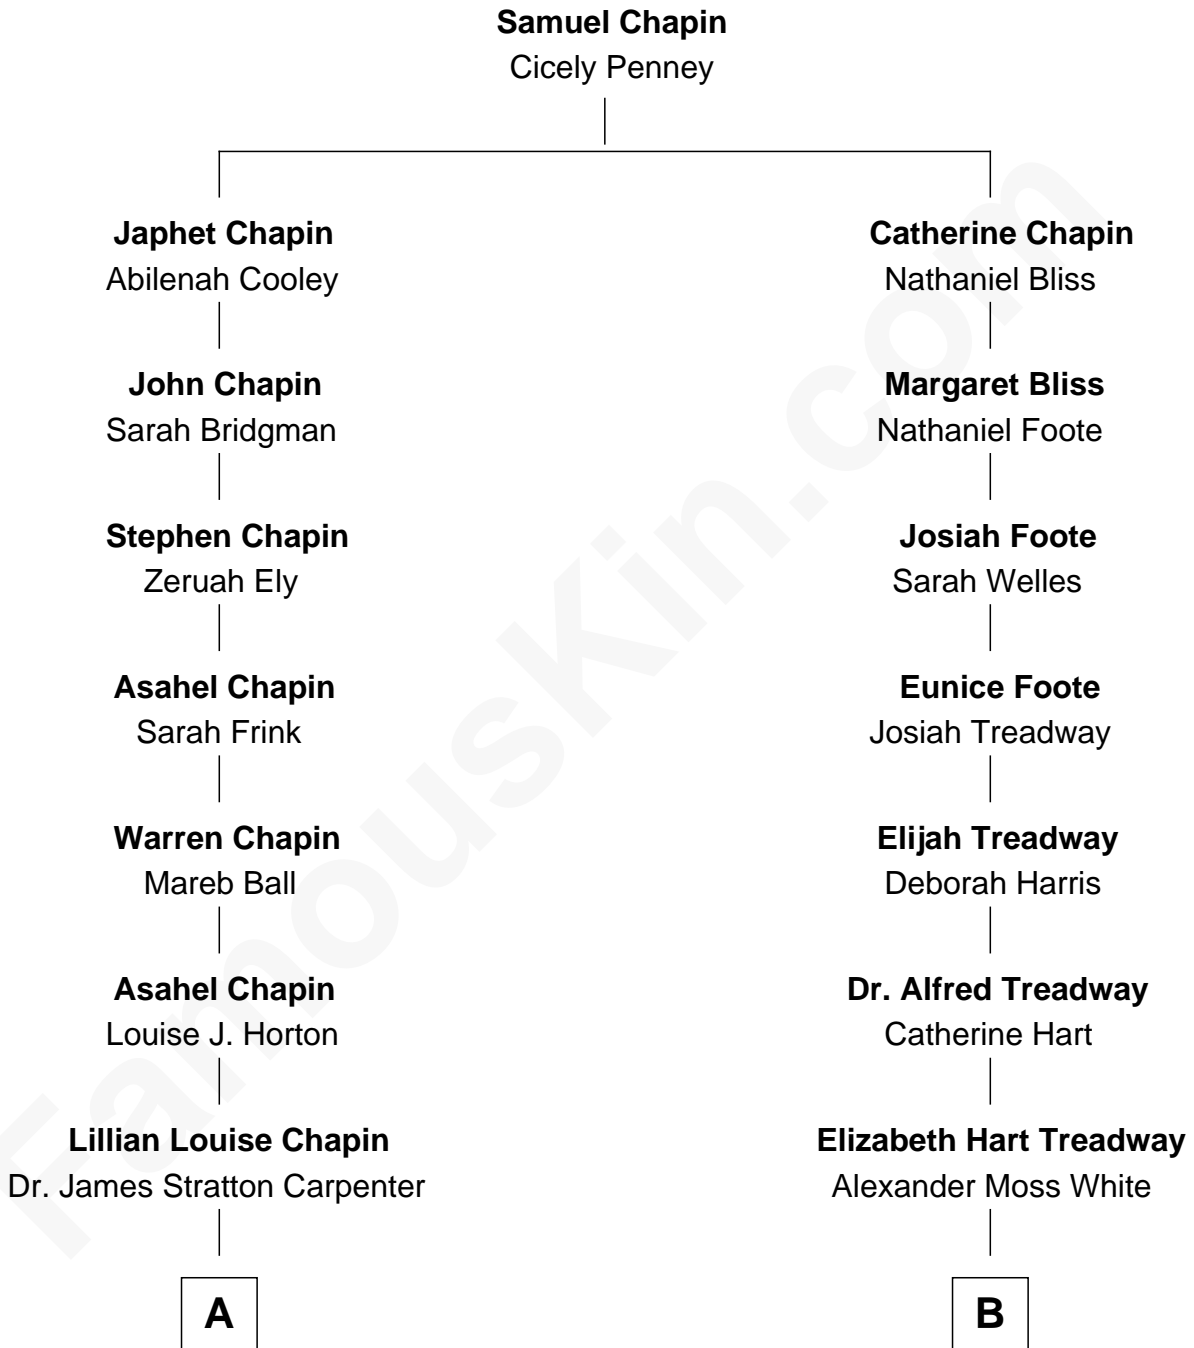 Samuel Chapin
Cicely Penney
Japhet Chapin
Abilenah Cooley
Catherine Chapin
Nathaniel Bliss
John Chapin
Sarah Bridgman
Margaret Bliss
Nathaniel Foote
Stephen Chapin
Zeruah Ely
Josiah Foote
Sarah Welles
Asahel Chapin
Sarah Frink
Eunice Foote
Josiah Treadway
Warren Chapin
Mareb Ball
Elijah Treadway
Deborah Harris
Asahel Chapin
Louise J. Horton
Dr. Alfred Treadway
Catherine Hart
Lillian Louise Chapin
Dr. James Stratton Carpenter
Elizabeth Hart Treadway
Alexander Moss White
A
B
FamousKin.com